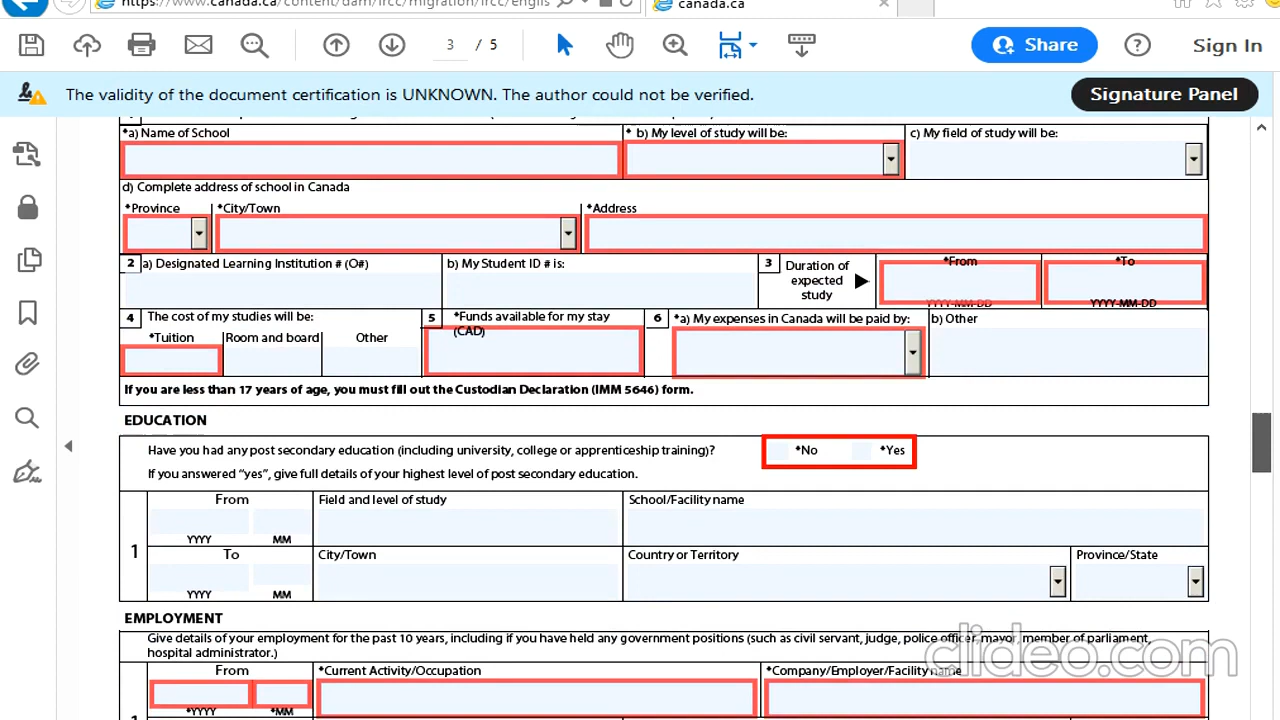 https://www.canada.ca/content/dam/ircc/migration/ircc/englis
canada.ca
3 / 5
Share
Sign In
The validity of the document certification is UNKNOWN. The author could not be verified.
Signature Panel
*a) Name of School
* b) My level of study will be:
c) My field of study will be:
d) Complete address of school in Canada
*Province
*City/Town
*Address
2 a) Designated Learning Institution # (O#)
b) My Student ID # is:
3 Duration of expected study
*From
YYYY-MM-DD
*To
YYYY-MM-DD
4 The cost of my studies will be:
*Tuition
Room and board
Other
5 *Funds available for my stay
(CAD)
6 *a) My expenses in Canada will be paid by:
b) Other
If you are less than 17 years of age, you must fill out the Custodian Declaration (IMM 5646) form.
EDUCATION
Have you had any post secondary education (including university, college or apprenticeship training)?
*No
*Yes
If you answered "yes", give full details of your highest level of post secondary education.
1
From
YYYY
MM
Field and level of study
School/Facility name
To
YYYY
MM
City/Town
Country or Territory
Province/State
EMPLOYMENT
Give details of your employment for the past 10 years, including if you have held any government positions (such as civil servant, judge, police officer, mayor, member of parliament,
hospital administrator.)
From
*YYYY
*MM
*Current Activity/Occupation
*Company/Employer/Facility name
1
clideo.com